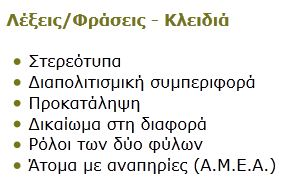 Λέξεις/Φράσεις - Κλειδιά
• Στερεότυπα
• Διαπολιτισμική συμπεριφορά
• Προκατάληψη
• Δικαίωμα στη διαφορά
• Ρόλοι των δύο φύλων
• Άτομα με αναπηρίες (Α.Μ.Ε.Α.)